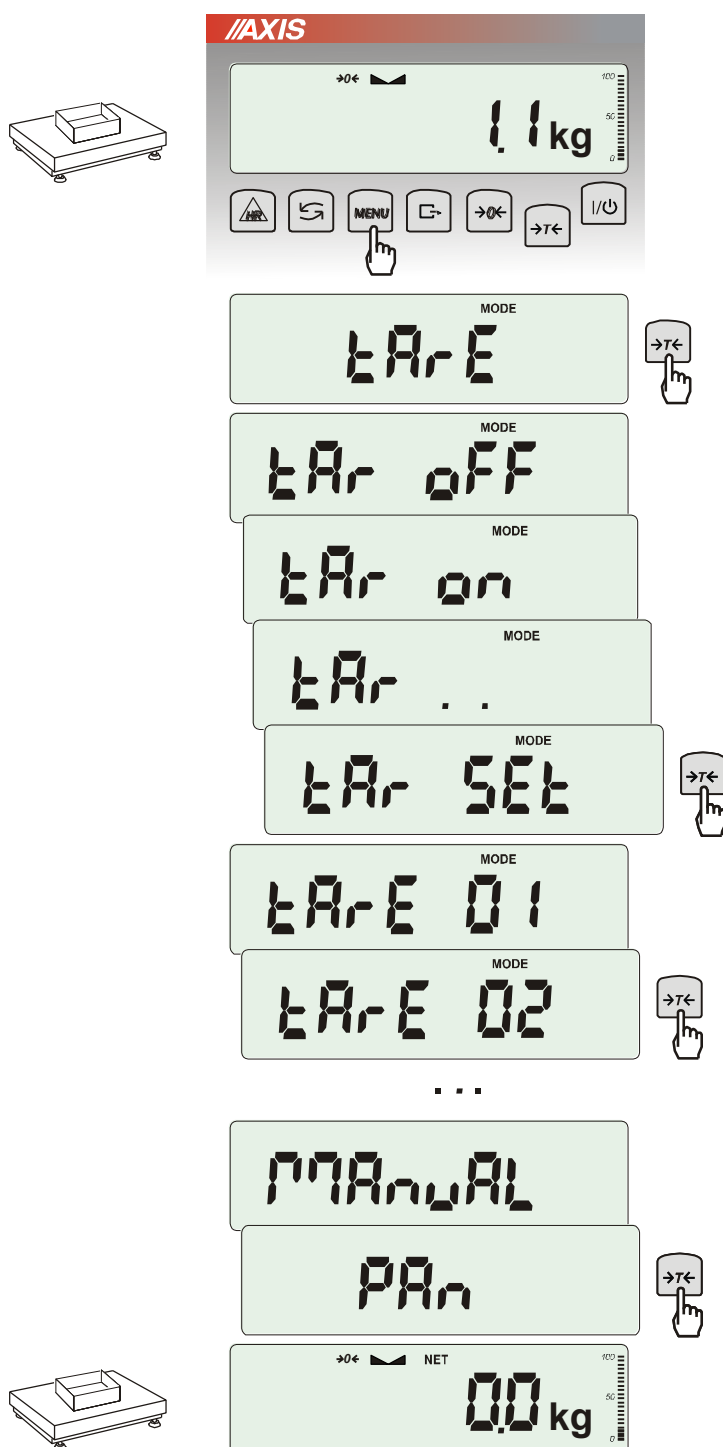 //AXIS
→0← 100
50
1.1 kg
0
HR MENU →0← →T← I/⏻
MODE
tArE
→T←
MODE
tAr oFF
MODE
tAr on
MODE
tAr . .
MODE
tAr SEt
→T←
MODE
tArE 01
MODE
tArE 02
→T←
. . .
MAnuAL
PAn
→T←
→0← NET 100
50
0.0 kg
0